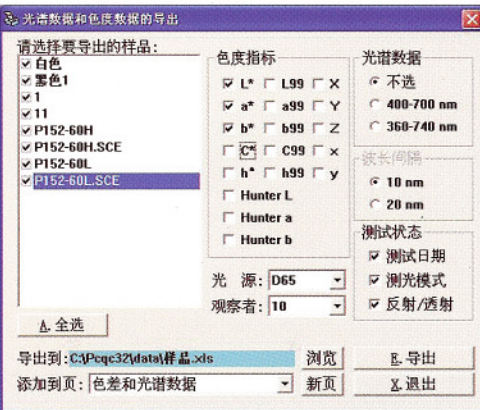 光谱数据和色度数据的导出
请选择要导出的样品:
白色
墨色1
1
11
P152-60H
P152-60H.SCE
P152-60L
P152-60L.SCE
A.全选
色度指标
L* L99 X
a* a99 Y
b* b99 Z
C* C99 x
h* h99 y
Hunter L
Hunter a
Hunter b
光 源: D65
观察者: 10
光谱数据
不选
400-700 nm
360-740 nm
波长间隔
10 nm
20 nm
测试状态
测试日期
测光模式
反射/透射
导出到: C:\Pcqc32\data\样品.xls 浏览 E.导出
添加到页: 色差和光谱数据 新页 X.退出